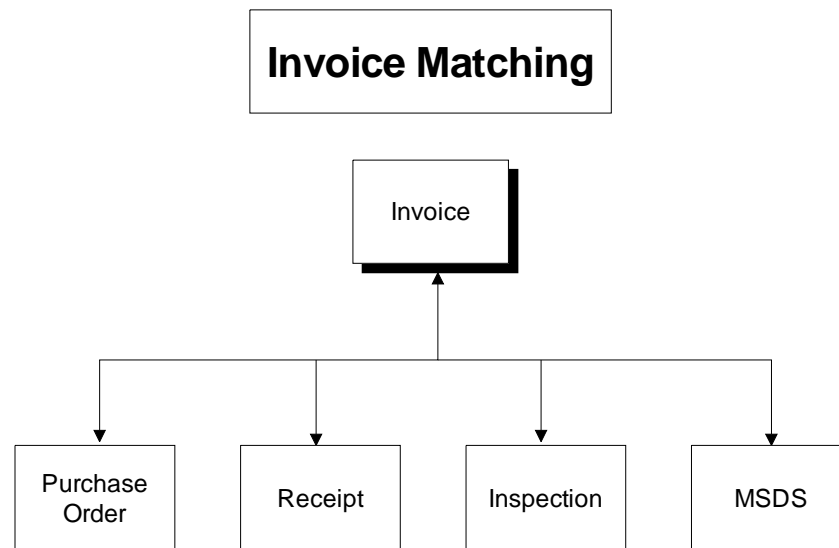 Invoice Matching
Invoice
Purchase
Order
Receipt
Inspection
MSDS